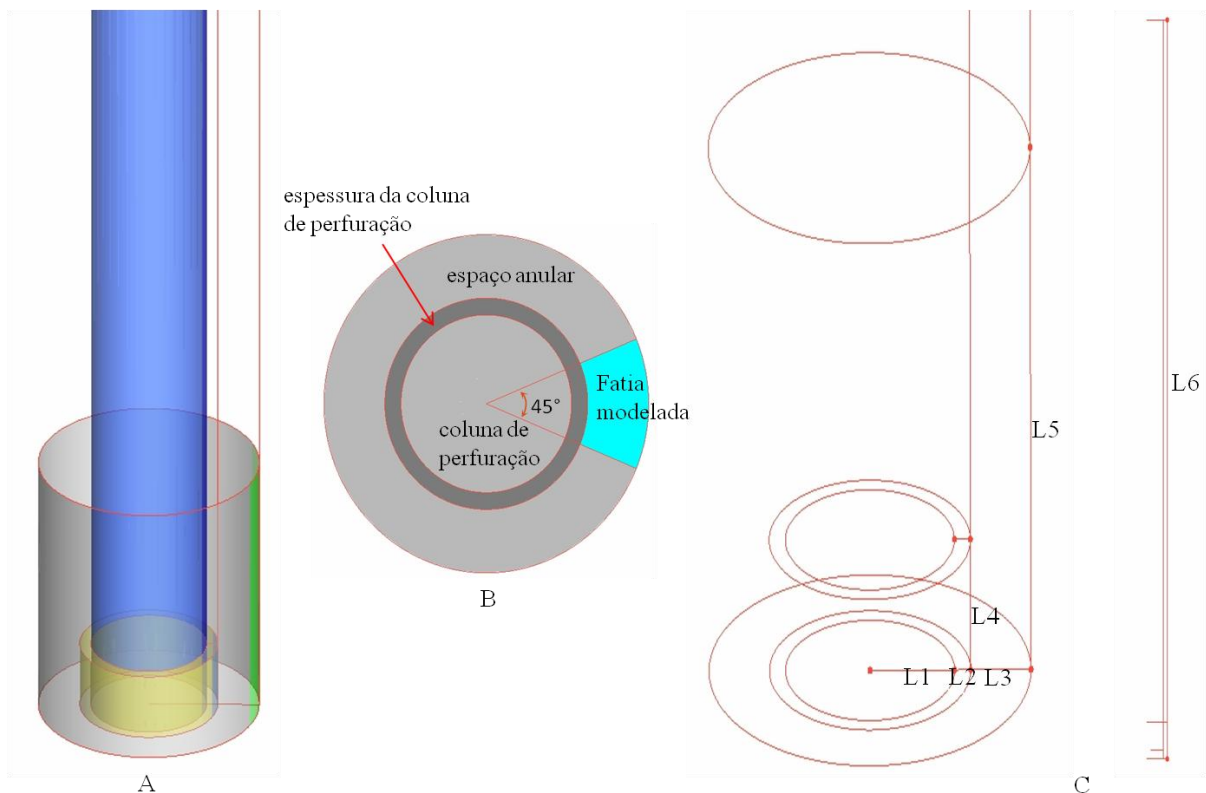 espessura da coluna
de perfuração
espaço anular
Fatia
modelada
45°
coluna de
perfuração
L6
L5
L4
L1
L2
L3
A
B
C